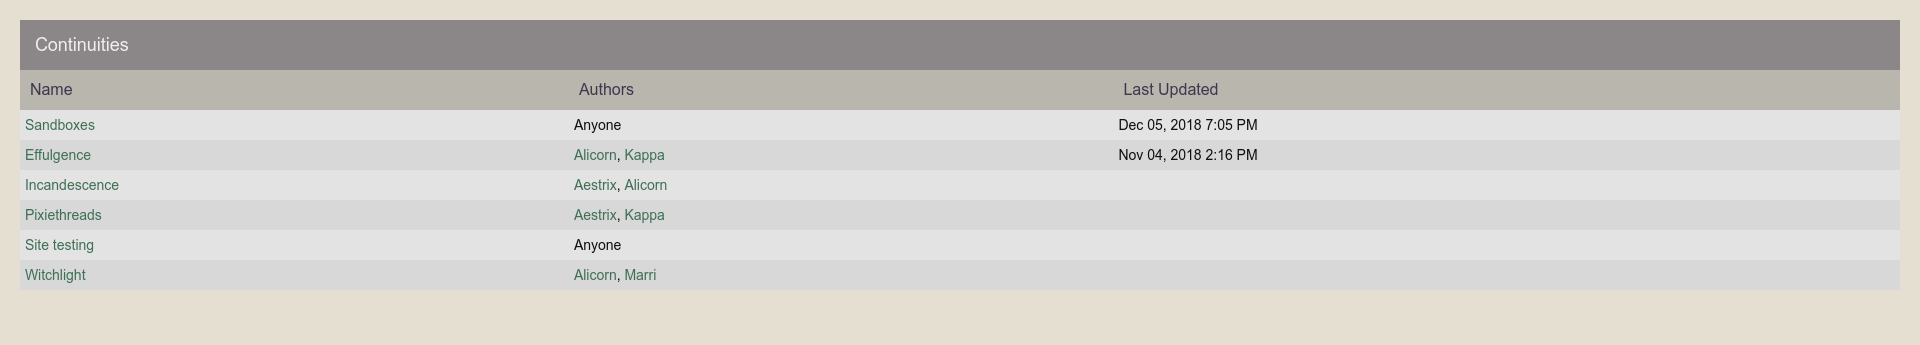 Continuities
Name Authors Last Updated
Sandboxes Anyone Dec 05, 2018 7:05 PM
Effulgence Alicorn, Kappa Nov 04, 2018 2:16 PM
Incandescence Aestrix, Alicorn
Pixiethreads Aestrix, Kappa
Site testing Anyone
Witchlight Alicorn, Marri